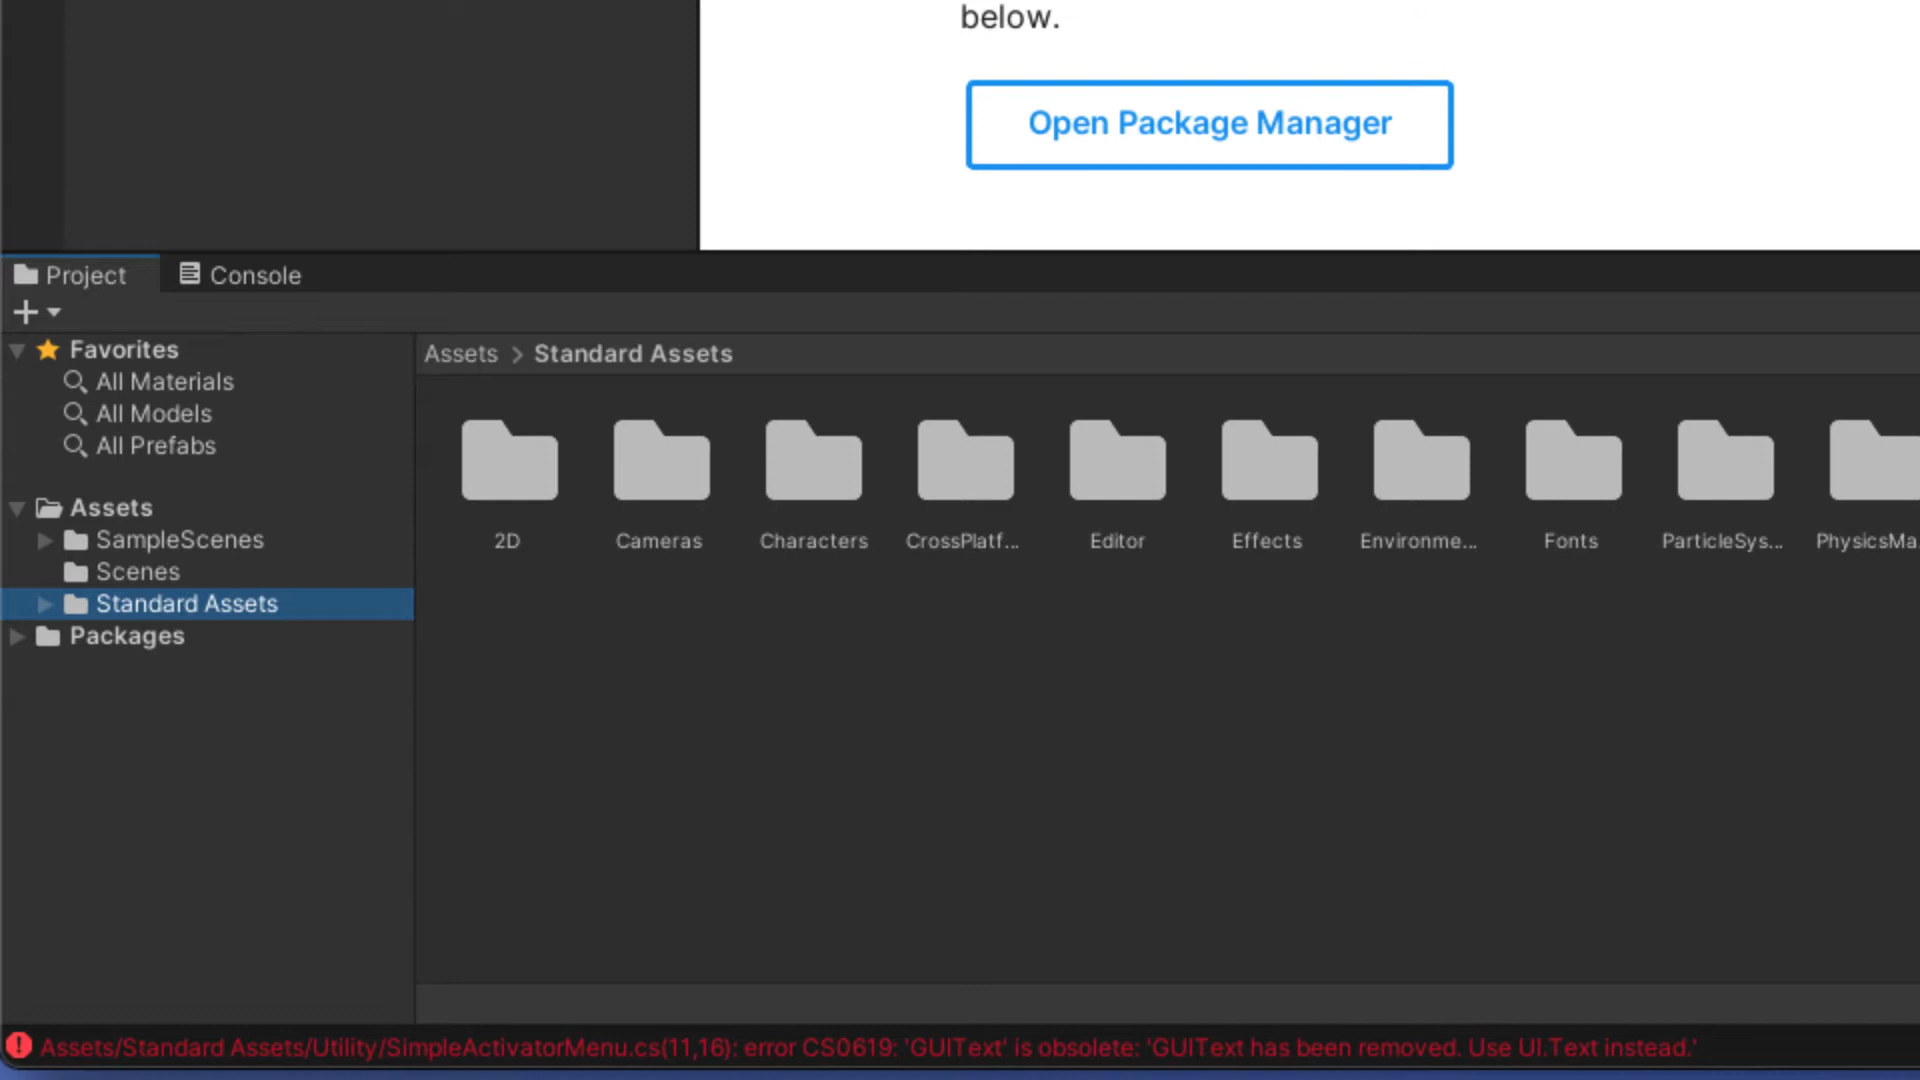 below.
Open Package Manager
Project
Console
Favorites
All Materials
All Models
All Prefabs
Assets
SampleScenes
Scenes
Standard Assets
Packages
Assets > Standard Assets
2D
Cameras
Characters
CrossPlatf...
Editor
Effects
Environme...
Fonts
ParticleSys...
PhysicsMa
Assets/Standard Assets/Utility/SimpleActivatorMenu.cs(11,16): error CS0619: 'GUIText' is obsolete: 'GUIText has been removed. Use UI.Text instead.'